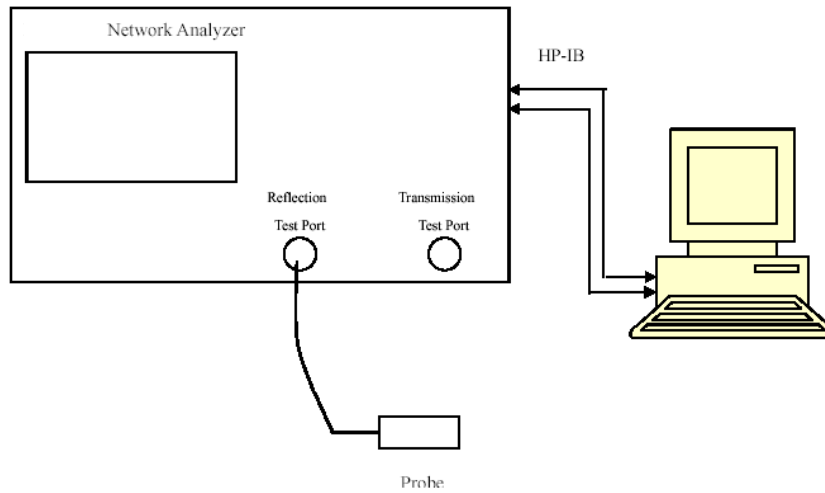 Network Analyzer
HP-IB
Reflection
Test Port
Transmission
Test Port
Probe